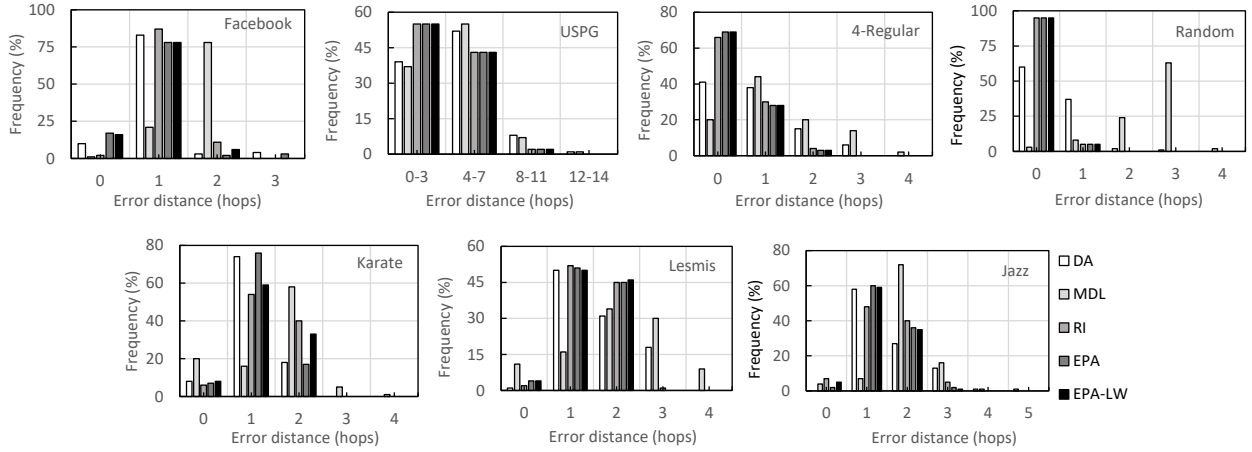 Facebook
Frequency (%)
100
75
50
25
0
0 1 2 3
Error distance (hops)
USPG
Frequency (%)
60
45
30
15
0
0-3 4-7 8-11 12-14
Error distance (hops)
4-Regular
Frequency (%)
80
60
40
20
0
0 1 2 3 4
Error distance (hops)
Random
Frequency (%)
100
75
50
25
0
0 1 2 3 4
Error distance (hops)
Karate
Frequency (%)
80
60
40
20
0
0 1 2 3 4
Error distance (hops)
Lesmis
Frequency (%)
60
45
30
15
0
0 1 2 3 4
Error distance (hops)
Jazz
Frequency (%)
80
60
40
20
0
0 1 2 3 4 5
Error distance (hops)
DA
MDL
RI
EPA
EPA-LW